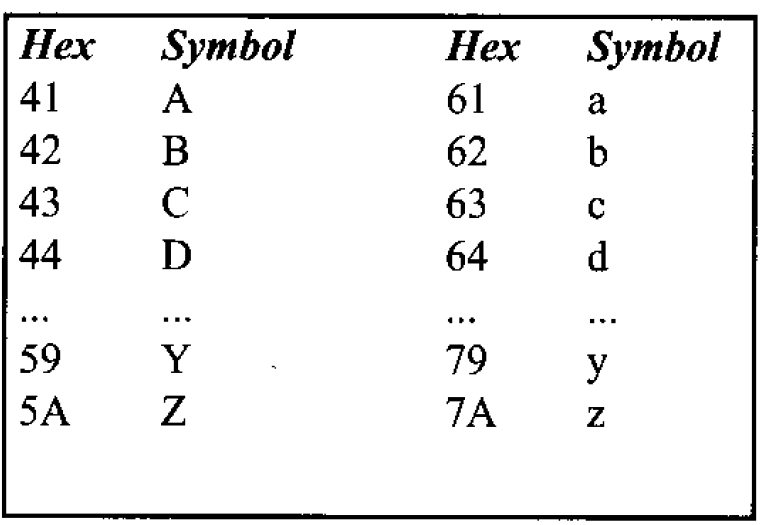 Hex Symbol Hex Symbol
41 A 61 a
42 B 62 b
43 C 63 c
44 D 64 d
... ... ... ...
59 Y 79 y
5A Z 7A z